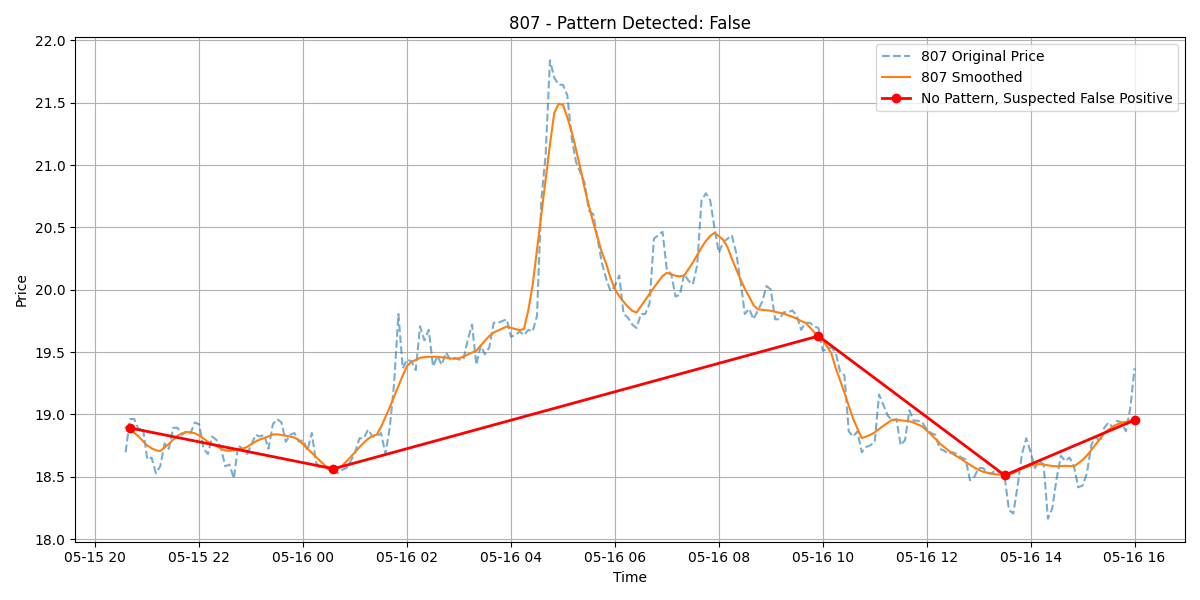 807 - Pattern Detected: False
807 Original Price
807 Smoothed
No Pattern, Suspected False Positive
Price
22.0
21.5
21.0
20.5
20.0
19.5
19.0
18.5
18.0
05-15 20 05-15 22 05-16 00 05-16 02 05-16 04 05-16 06 05-16 08 05-16 10 05-16 12 05-16 14 05-16 16
Time